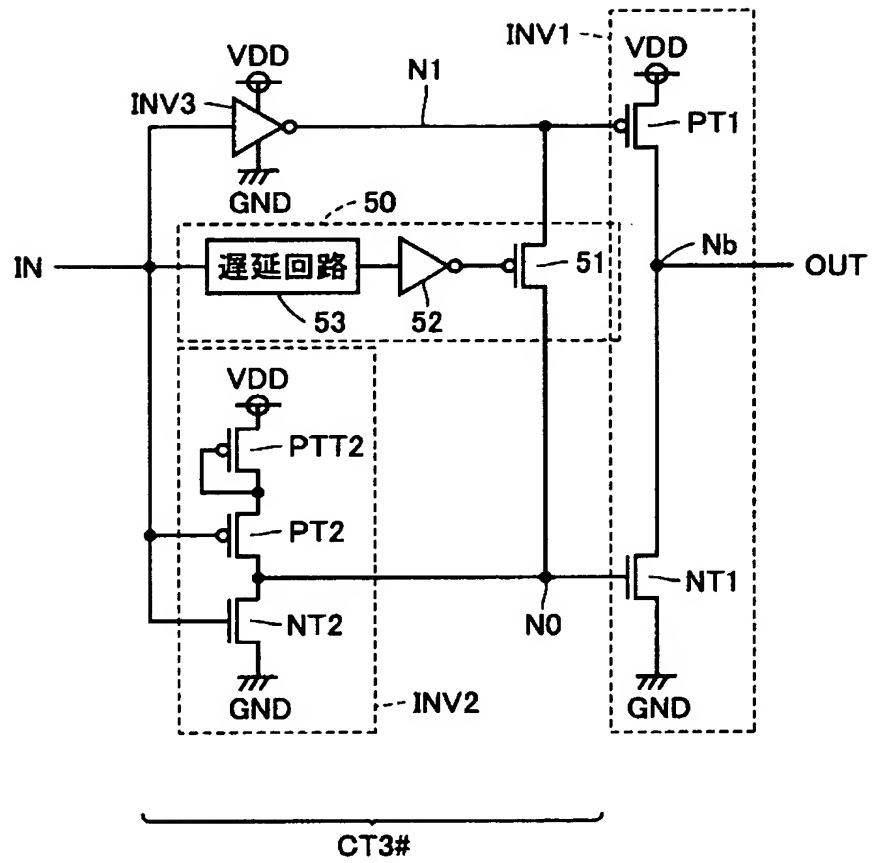 INV1
VDD
VDD
N1
INV3
PT1
GND
50
Nb
IN
遅延回路
51
OUT
53
52
VDD
PTT2
PT2
NT1
N0
NT2
GND
INV2
GND
CT3#